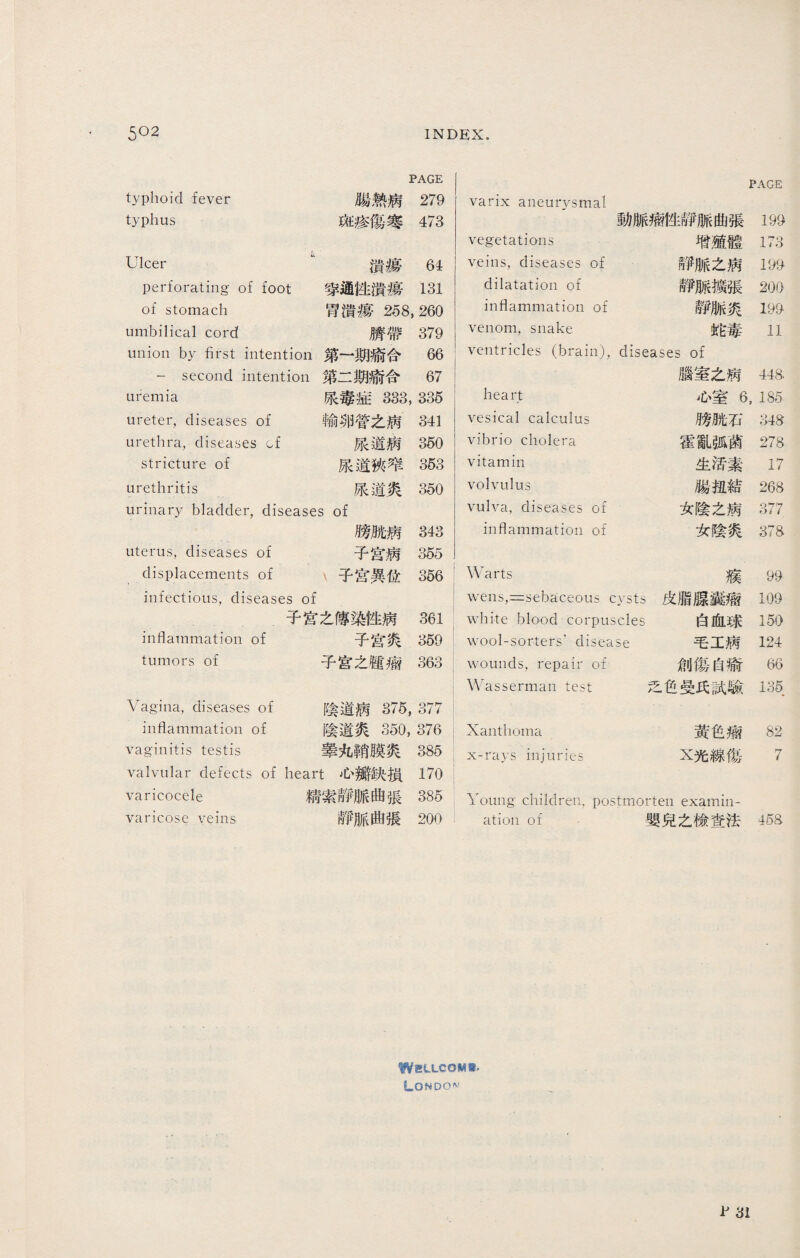 502 INDEX.
PAGE
typhoid fever 腸熱病 279
typhus 斑疹傷寒 473
Ulcer 潰瘍 64
perforating of foot 穿通性潰瘍 131
of stomach 胃潰瘍 258, 260
umbilical cord 臍帶 379
union by first intention 第一期瘉合 66
- second intention 第二期瘉合 67
uremia 尿毒症 333, 335
ureter, diseases of 輸卵管之病 341
urethra, diseases of 尿道病 350
stricture of 尿道狹窄 353
urethritis 尿道炎 350
urinary bladder, diseases of
膀胱病 343
uterus, diseases of 子宮病 355
displacements of 子宮異位 356
infectious, diseases of
子宮之傳染性病 361
inflammation of 子宮炎 359
tumors of 子宮之腫瘤 363
Vagina, diseases of 陰道病 375, 377
inflammation of 陰道炎 350, 376
vaginitis testis 睾丸鞘膜炎 385
valvular defects of heart 心瓣缺損 170
varicocele 精索靜脈曲張 385
varicose veins 靜脈曲張 200
PAGE
varix aneurysmal
動脈瘤性靜脈曲張 199
vegetations 增殖體 173
veins, diseases of 靜脈之病 199
dilatation of 靜脈擴張 200
inflammation of 靜脈炎 199
venom, snake 蛇毒 11
ventricles (brain), diseases of
腦室之病 448
heart 心室 6, 185
vesical calculus 膀胱石 348
vibrio cholera 霍亂弧菌 278
vitamin 生活素 17
volvulus 腸扭結 268
vulva, diseases of 女陰之病 377
inflammation of 女陰炎 378
Warts 瘊 99
wens,=sebaceous cysts 皮脂腺囊瘤 109
white blood corpuscles 白血球 150
wool-sorters' disease 毛工病 124
wounds, repair of 創傷自瘉 66
Wasserman test 乏色曼氏試驗 135
Xanthoma 黃色瘤 82
x-rays injuries X光線傷 7
Young children, postmorten examin-
ation of 嬰兒之檢查法 458
WELLCOME
LONDON
P 31